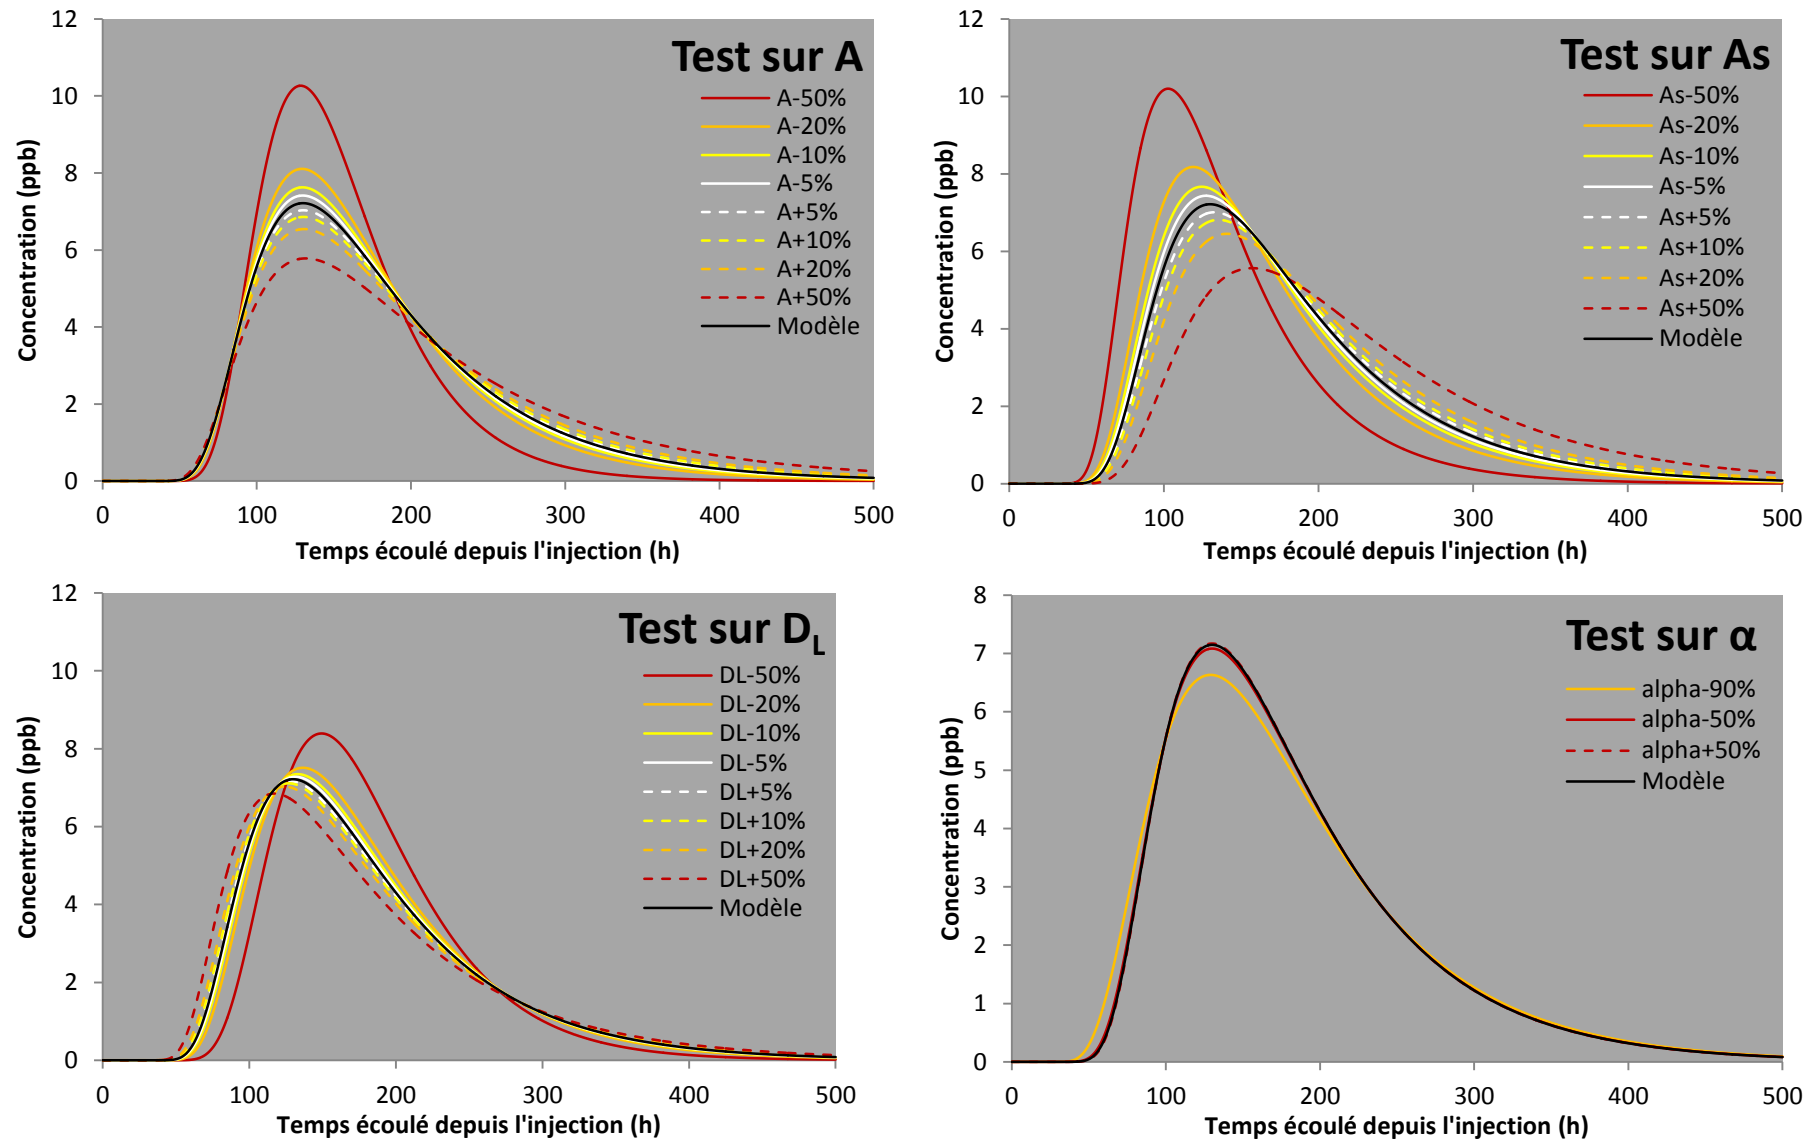 Test sur A
12
10
8
6
4
2
0
Concentration (ppb)
A-50%
A-20%
A-10%
A-5%
A+5%
A+10%
A+20%
A+50%
Modèle
0 100 200 300 400 500
Temps écoulé depuis l'injection (h)
Test sur As
12
10
8
6
4
2
0
Concentration (ppb)
As-50%
As-20%
As-10%
As-5%
As+5%
As+10%
As+20%
As+50%
Modèle
0 100 200 300 400 500
Temps écoulé depuis l'injection (h)
Test sur DL
12
10
8
6
4
2
0
Concentration (ppb)
DL-50%
DL-20%
DL-10%
DL-5%
DL+5%
DL+10%
DL+20%
DL+50%
Modèle
0 100 200 300 400 500
Temps écoulé depuis l'injection (h)
Test sur α
8
7
6
5
4
3
2
1
0
Concentration (ppb)
alpha-90%
alpha-50%
alpha+50%
Modèle
0 100 200 300 400 500
Temps écoulé depuis l'injection (h)